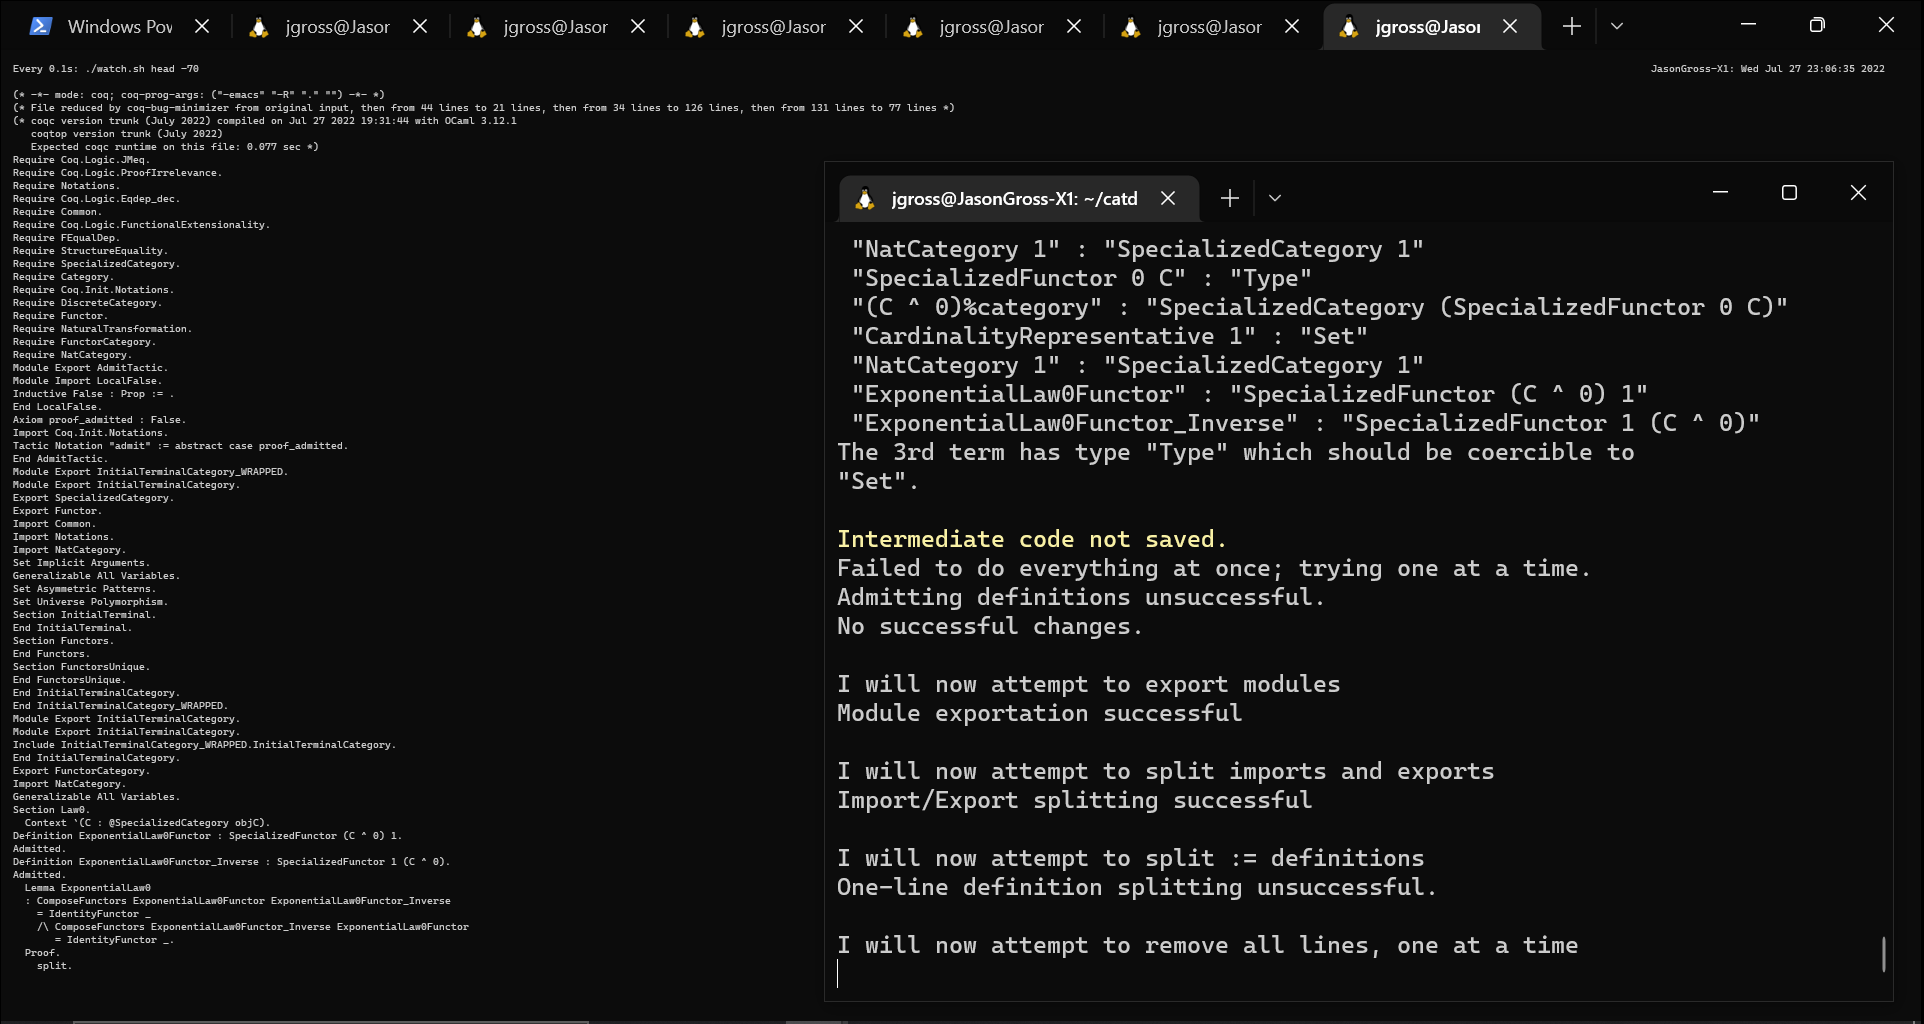 Windows Pow
jgross@Jasor
jgross@Jasor
jgross@Jasor
jgross@Jasor
jgross@Jasor
jgross@Jasor
Every 0.1s: ./watch.sh head -70
JasonGross-X1: Wed Jul 27 23:06:35 2022
(* -*- mode: coq; coq-prog-args: ("-emacs" "-R" "." "") -*- *)
(* File reduced by coq-bug-minimizer from original input, then from 44 lines to 21 lines, then from 34 lines to 126 lines, then from 131 lines to 77 lines *)
(* coqc version trunk (July 2022) compiled on Jul 27 2022 19:31:44 with OCaml 3.12.1
coqtop version trunk (July 2022)
Expected coqc runtime on this file: 0.077 sec *)
Require Coq.Logic.JMeq.
Require Coq.Logic.ProofIrrelevance.
Require Notations.
Require Coq.Logic.Eqdep_dec.
Require Common.
Require Coq.Logic.FunctionalExtensionality.
Require FEqualDep.
Require StructureEquality.
Require SpecializedCategory.
Require Category.
Require Coq.Init.Notations.
Require DiscreteCategory.
Require Functor.
Require NaturalTransformation.
Require FunctorCategory.
Require NatCategory.
Module Export AdmitTactic.
Module Import LocalFalse.
Inductive False : Prop := .
End LocalFalse.
Axiom proof_admitted : False.
Import Coq.Init.Notations.
Tactic Notation "admit" := abstract case proof_admitted.
End AdmitTactic.
Module Export InitialTerminalCategory_WRAPPED.
Module Export InitialTerminalCategory.
Export SpecializedCategory.
Export Functor.
Import Common.
Import Notations.
Import NatCategory.
Set Implicit Arguments.
Generalizable All Variables.
Set Asymmetric Patterns.
Set Universe Polymorphism.
Section InitialTerminal.
End InitialTerminal.
Section Functors.
End Functors.
Section FunctorsUnique.
End FunctorsUnique.
End InitialTerminalCategory.
End InitialTerminalCategory_WRAPPED.
Module Export InitialTerminalCategory.
Module Export InitialTerminalCategory.
Include InitialTerminalCategory_WRAPPED.InitialTerminalCategory.
End InitialTerminalCategory.
Export FunctorCategory.
Import NatCategory.
Generalizable All Variables.
Section Law0.
Context `(C : @SpecializedCategory objC).
Definition ExponentialLaw0Functor : SpecializedFunctor (C ^ 0) 1.
Admitted.
Definition ExponentialLaw0Functor_Inverse : SpecializedFunctor 1 (C ^ 0).
Admitted.
Lemma ExponentialLaw0
: ComposeFunctors ExponentialLaw0Functor ExponentialLaw0Functor_Inverse
= IdentityFunctor _
/\ ComposeFunctors ExponentialLaw0Functor_Inverse ExponentialLaw0Functor
= IdentityFunctor _.
Proof.
split.
jgross@JasonGross-X1: ~/catd
"NatCategory 1" : "SpecializedCategory 1"
"SpecializedFunctor 0 C" : "Type"
"(C ^ 0)%category" : "SpecializedCategory (SpecializedFunctor 0 C)"
"CardinalityRepresentative 1" : "Set"
"NatCategory 1" : "SpecializedCategory 1"
"ExponentialLaw0Functor" : "SpecializedFunctor (C ^ 0) 1"
"ExponentialLaw0Functor_Inverse" : "SpecializedFunctor 1 (C ^ 0)"
The 3rd term has type "Type" which should be coercible to
"Set".
Intermediate code not saved.
Failed to do everything at once; trying one at a time.
Admitting definitions unsuccessful.
No successful changes.
I will now attempt to export modules
Module exportation successful
I will now attempt to split imports and exports
Import/Export splitting successful
I will now attempt to split := definitions
One-line definition splitting unsuccessful.
I will now attempt to remove all lines, one at a time